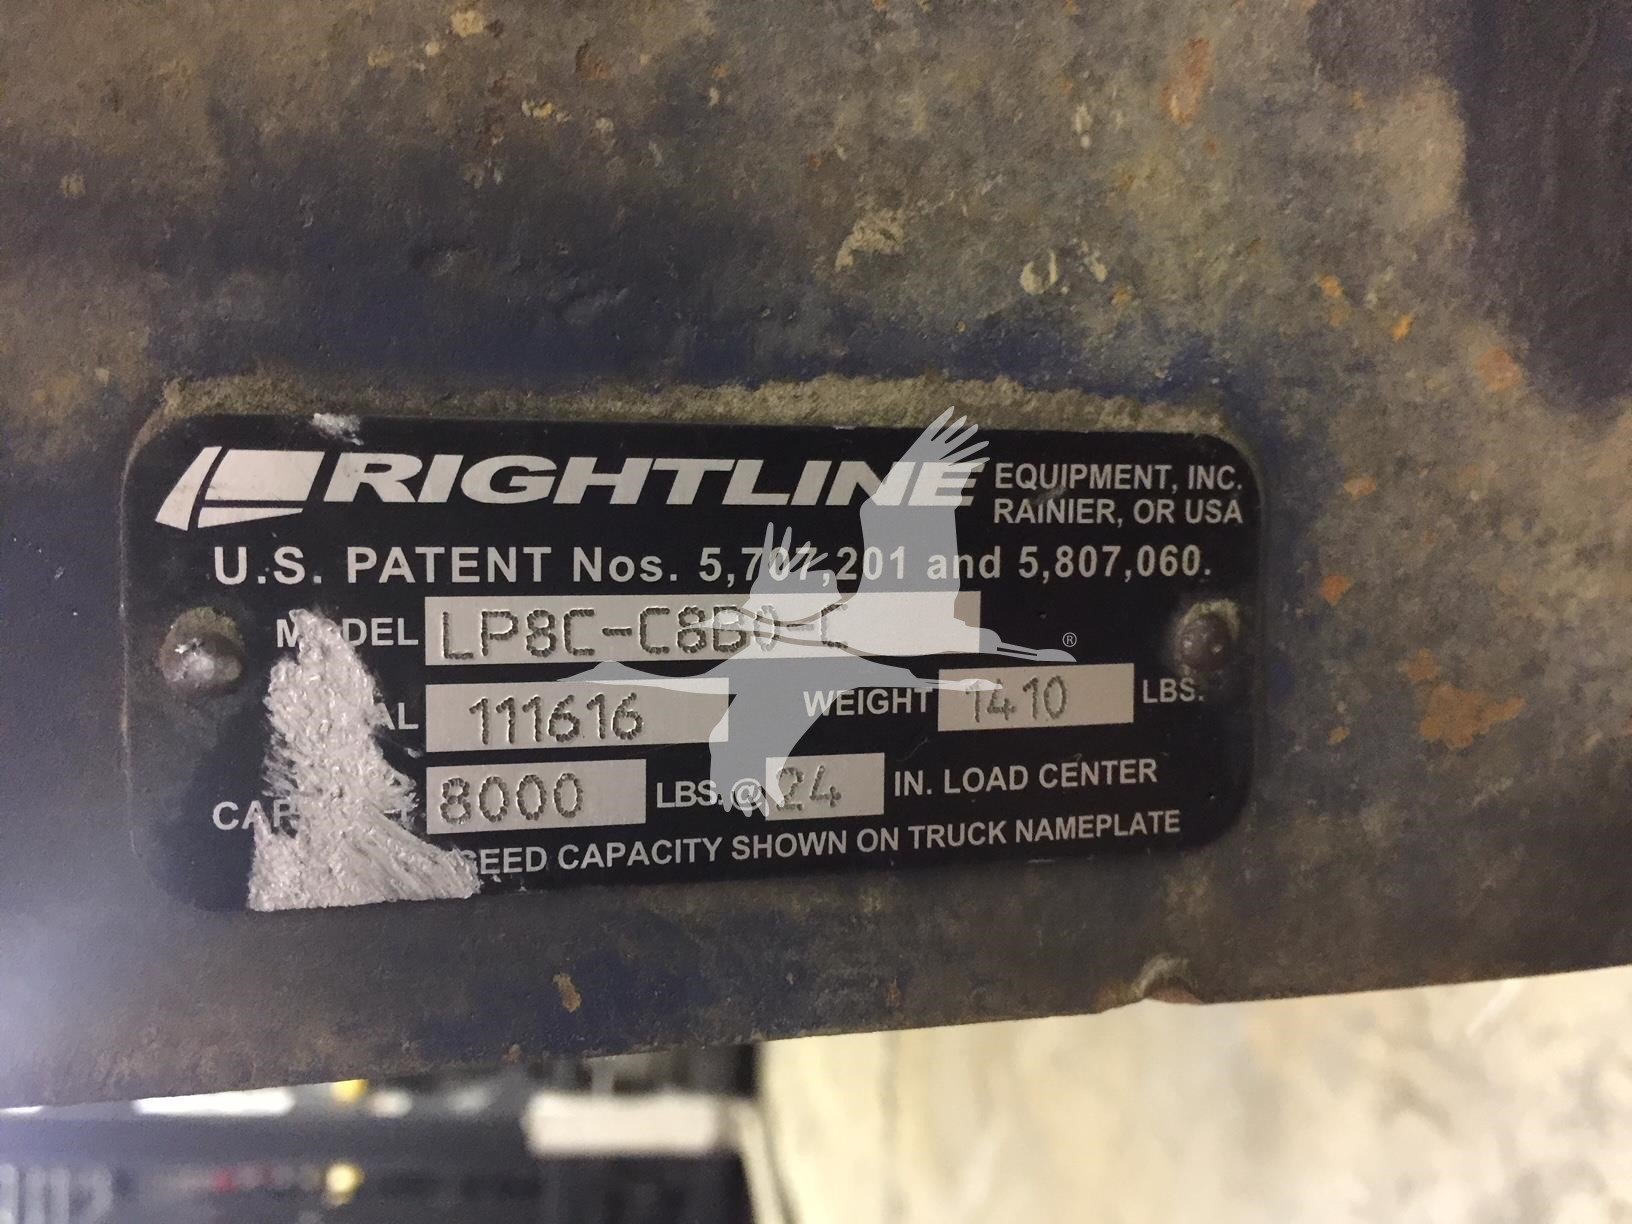 RIGHTLINE EQUIPMENT, INC.
RAINIER, OR USA
U.S. PATENT Nos. 5,707,201 and 5,807,060.
MODEL LP8C-C8B0-C
111616 WEIGHT 1410 LBS.
8000 LBS. @ 24 IN. LOAD CENTER
CAPACITY SHOWN ON TRUCK NAMEPLATE
®